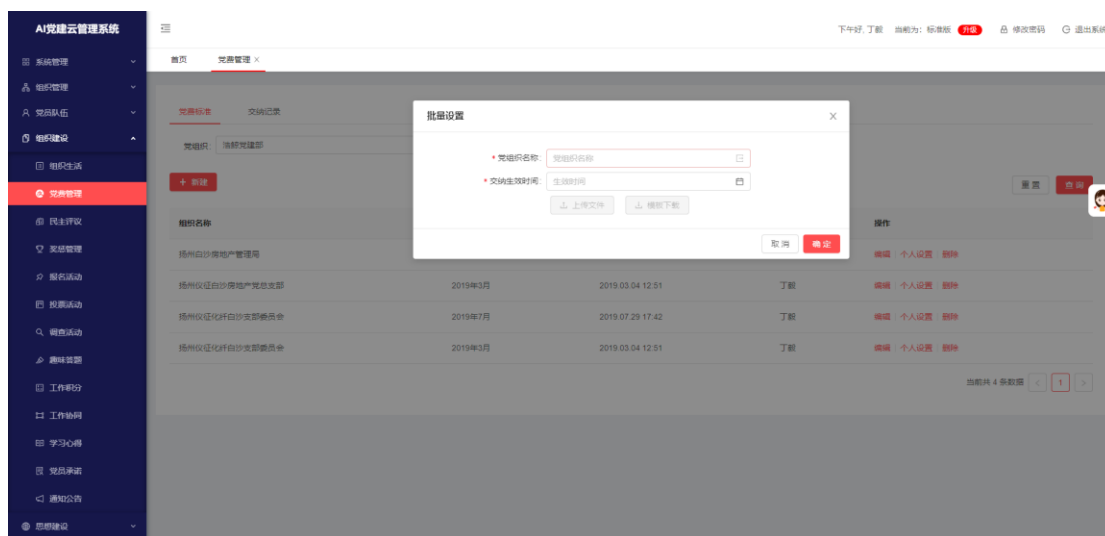 AI党建云管理系统
下午好, 丁毅 当前为: 标准版 升级 修改密码 退出系统
系统管理
首页 党费管理 ×
组织管理
党员队伍
党费标准 交纳记录
批量设置
组织建设
党组织: 洁颖党建部
组织生活
* 党组织名称: 党组织名称
+ 新建
* 交纳生效时间: 生效时间
重置 查询
党费管理
上传文件 模板下载
民主评议
组织名称 操作
取消 确定
奖惩管理
扬州白沙房地产管理局 编辑 个人设置 删除
报名活动
扬州仪征白沙房地产党总支部 2019年3月 2019.03.04 12:51 丁毅 编辑 个人设置 删除
投票活动
扬州仪征化纤白沙支部委员会 2019年7月 2019.07.29 17:42 丁毅 编辑 个人设置 删除
调查活动
扬州仪征化纤白沙支部委员会 2019年3月 2019.03.04 12:51 丁毅 编辑 个人设置 删除
趣味答题
当前共 4 条数据 < 1 >
工作积分
工作协同
学习心得
党员承诺
通知公告
思想建设